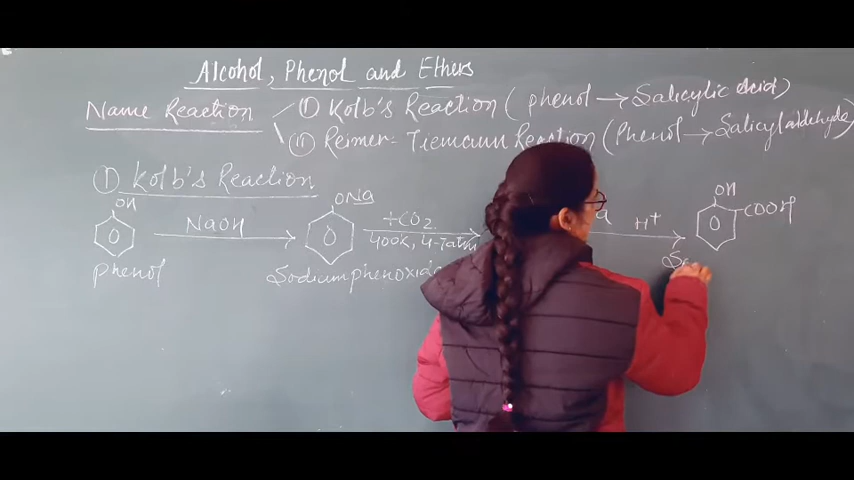 Alcohol, Phenol and Ethers
Name Reaction
(I) Kolb's Reaction (phenol → Salicylic acid)
(II) Reimer-Tiemann Reaction (Phenol → Salicylaldehyde)
(I) Kolb's Reaction
OH NaOH ONa +CO2 400K, 4-7atm H+ OH COOH
Phenol Sodium